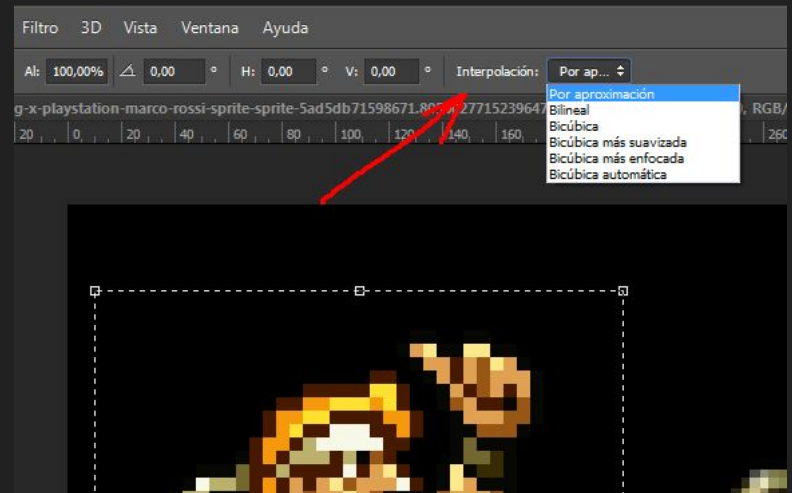 Filtro 3D Vista Ventana Ayuda
Al: 100,00% 0,00 ° H: 0,00 ° V: 0,00 ° Interpolación: Por ap...
Por aproximación
Bilineal
Bicúbica
Bicúbica más suavizada
Bicúbica más enfocada
Bicúbica automática
g-x-playstation-marco-rossi-sprite-sprite-5ad5db71598671. RGB/
20 0 20 40 60 80 100 120 140 160 260